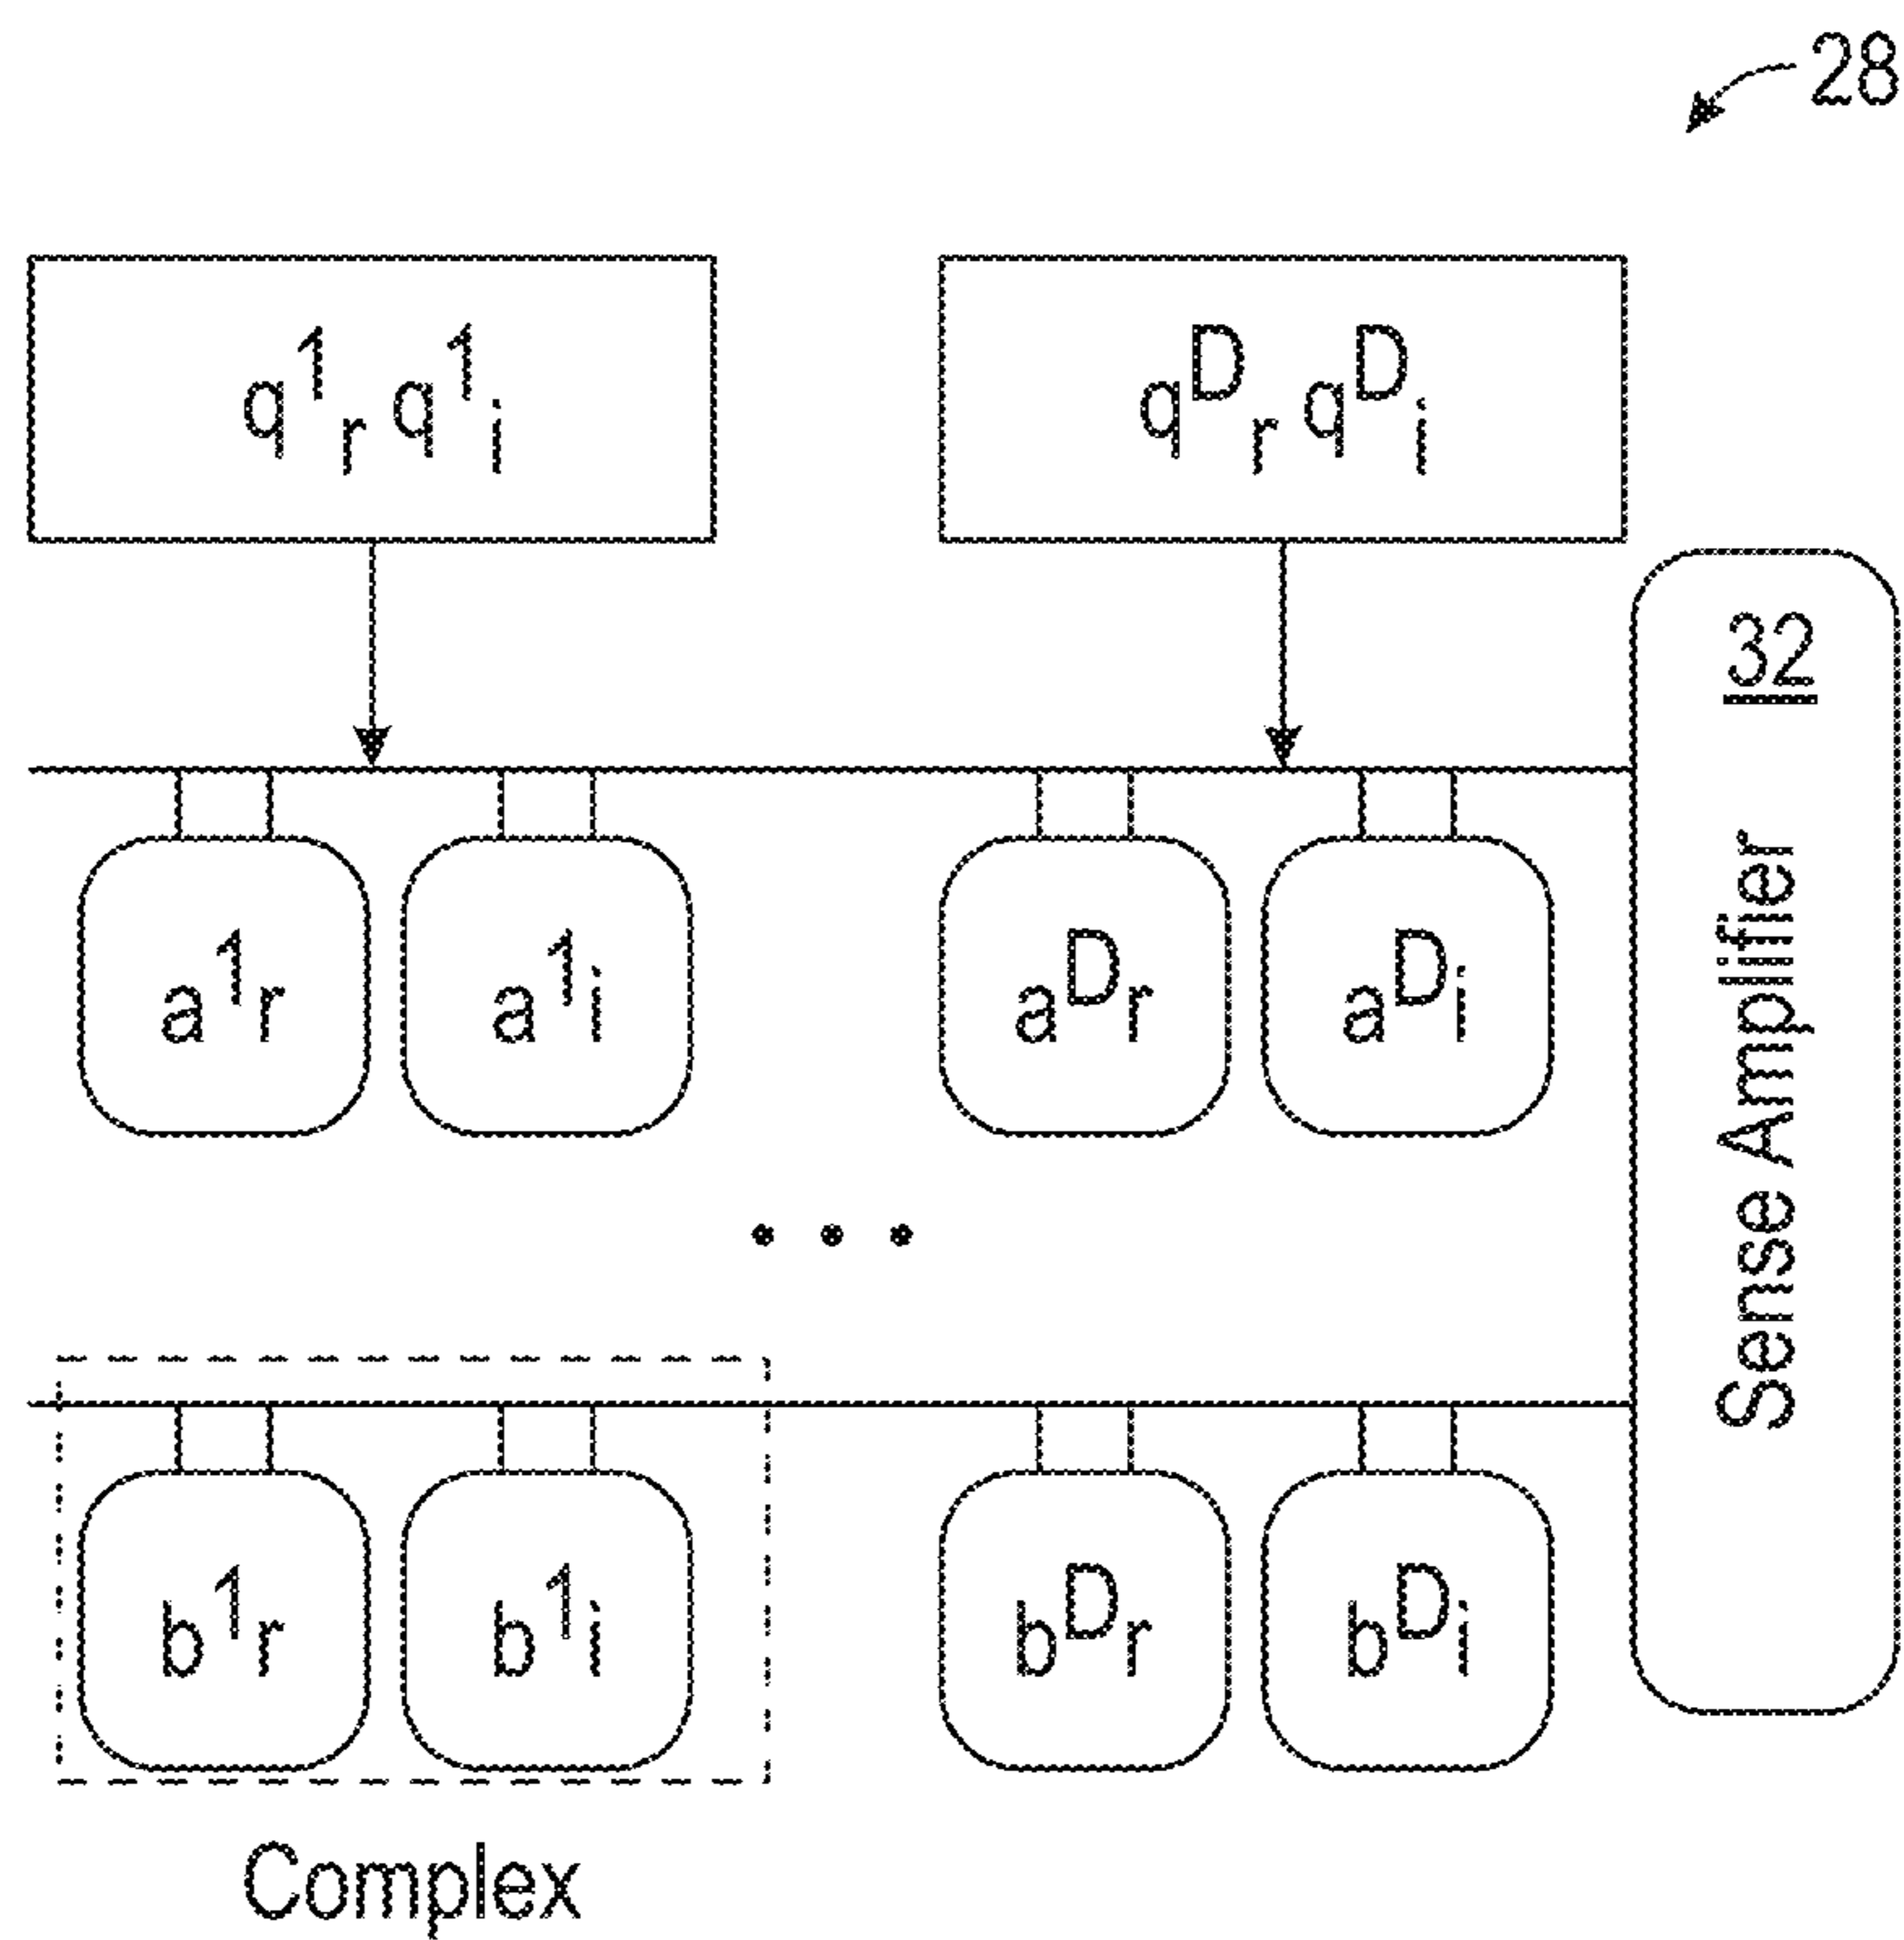 28
q¹ᵣ q¹ᵢ qᴰᵣ qᴰᵢ
32
Sense Amplifier
a¹r a¹i aᴰr aᴰi
b¹r b¹i bᴰr bᴰi
Complex